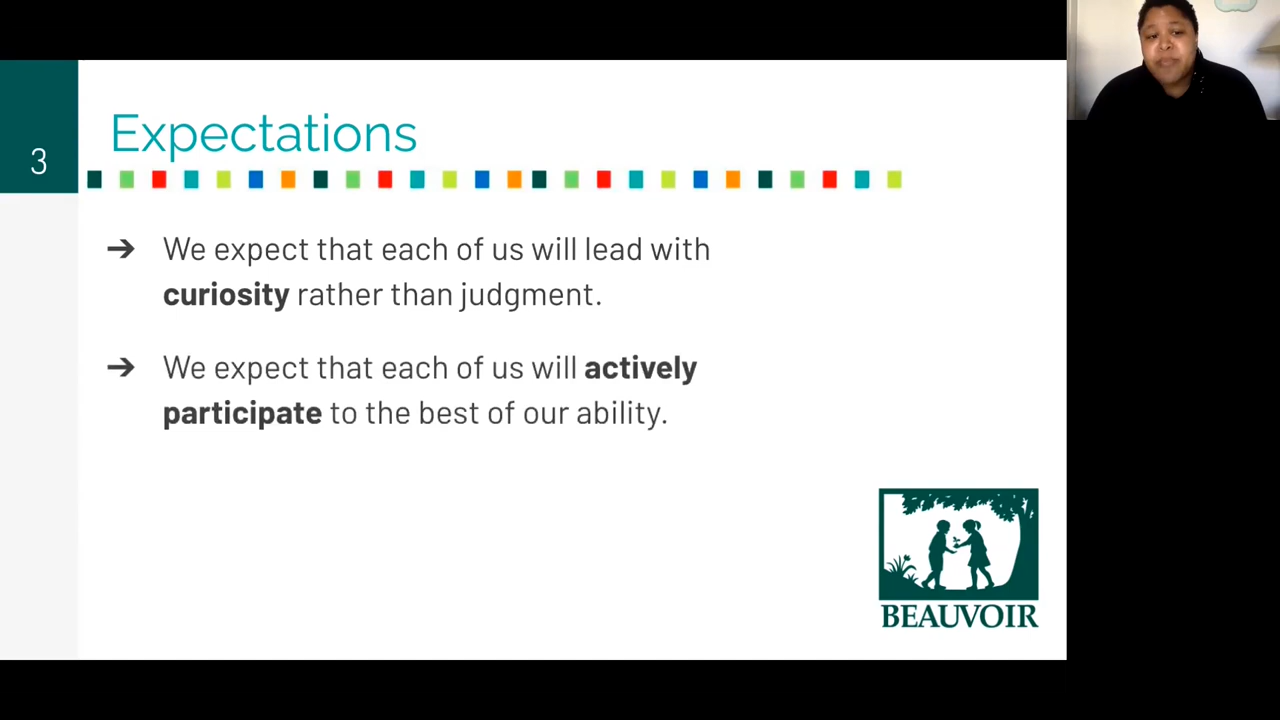 3
Expectations
➔ We expect that each of us will lead with
curiosity rather than judgment.
➔ We expect that each of us will actively
participate to the best of our ability.
BEAUVOIR